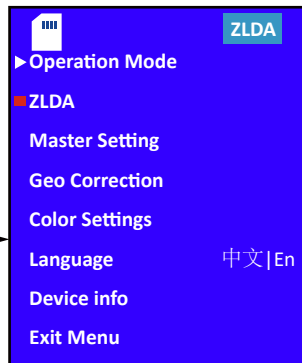 ZLDA
Operation Mode
ZLDA
Master Setting
Geo Correction
Color Settings
Language 中文|En
Device info
Exit Menu